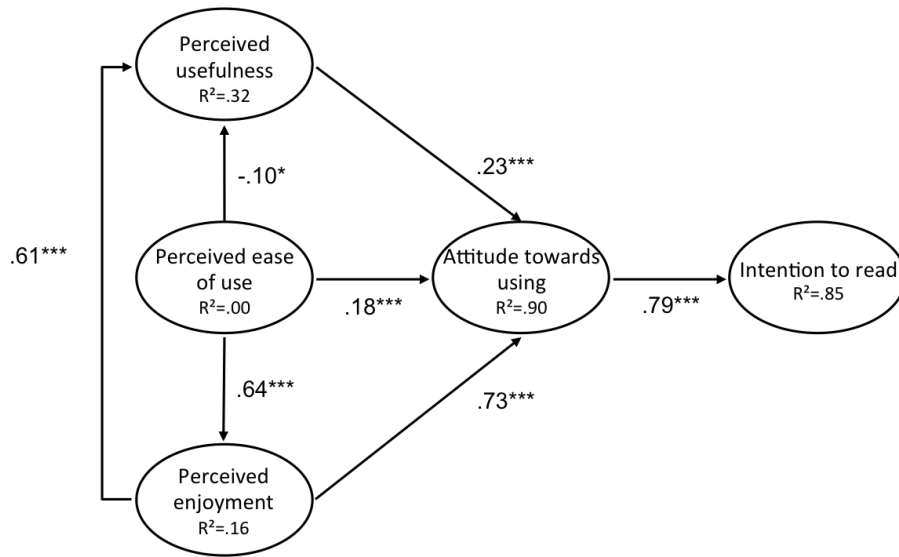 Perceived
usefulness
R²=.32
-.10*
.23***
.61***
Perceived ease
of use
R²=.00
.18***
Attitude towards
using
R²=.90
.79***
Intention to read
R²=.85
.64***
.73***
Perceived
enjoyment
R²=.16